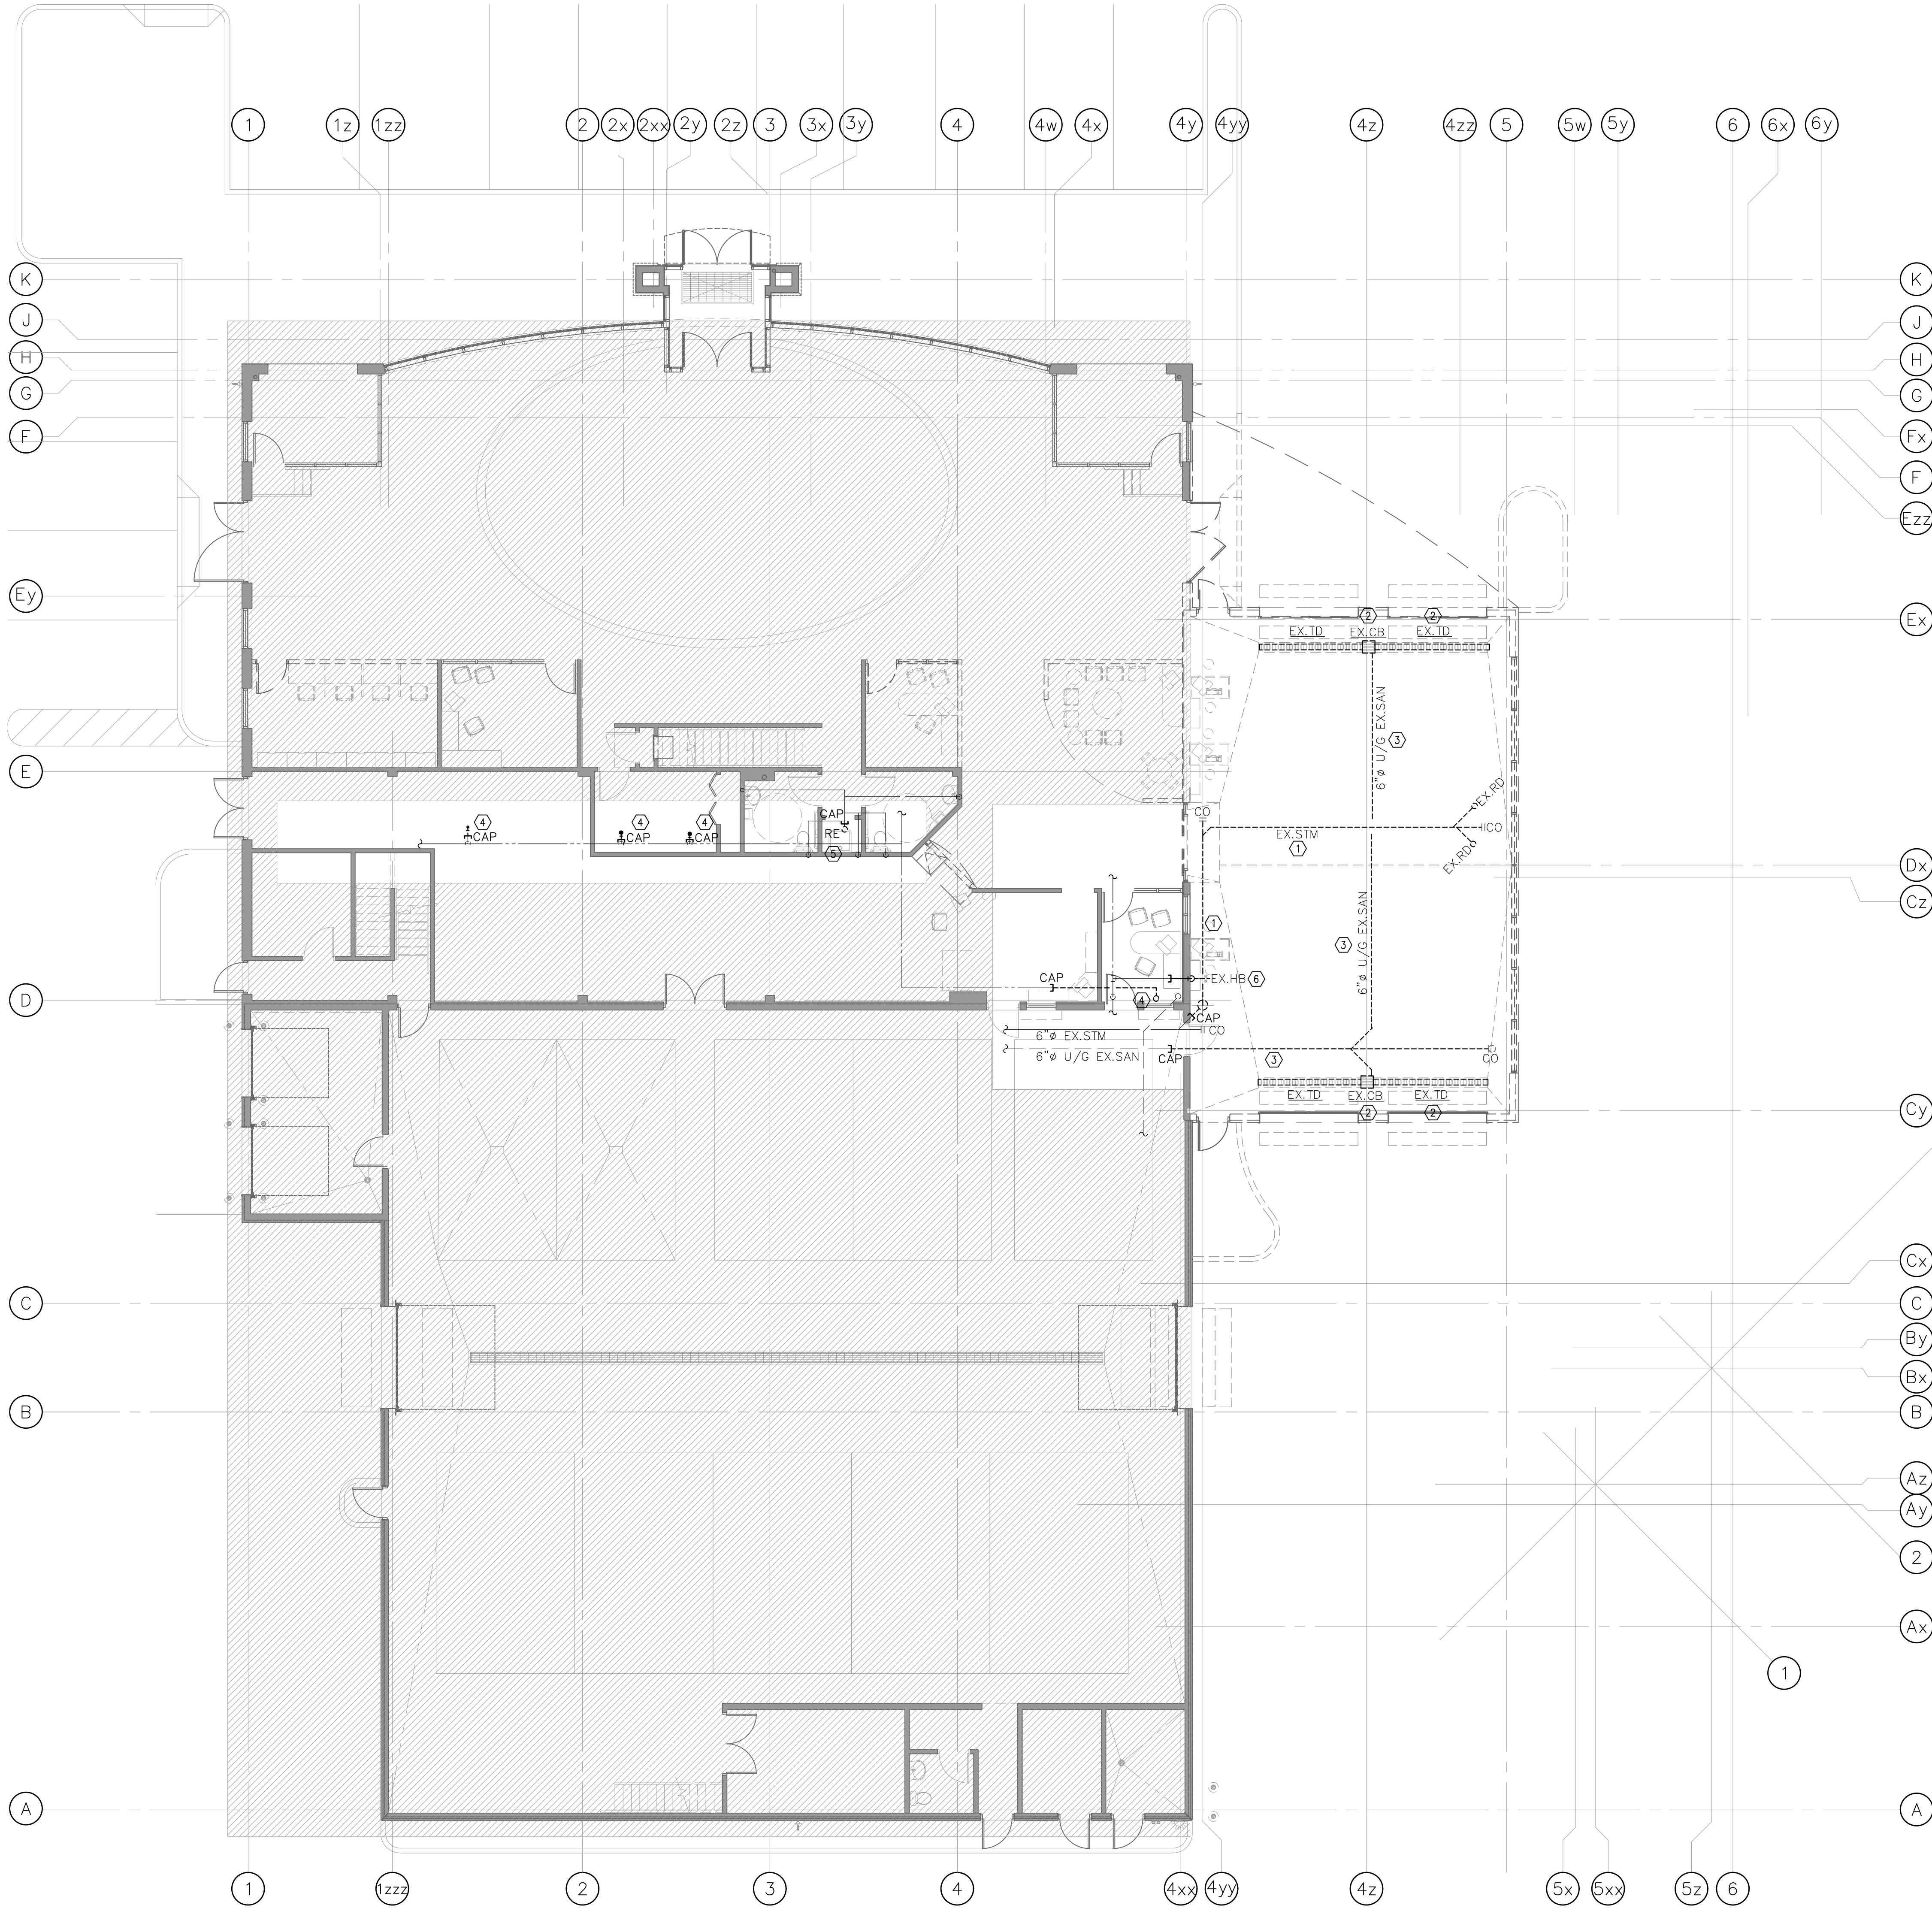 1 1z 1zz 2 2x 2xx 2y 2z 3 3x 3y 4 4w 4x 4y 4yy 4z 4zz 5 5w 5y 6 6x 6y
K K
J J
H H
G G
F Fx
F
Ezz
Ey Ex
2 2
EX.TD EX.CB EX.TD
6"ø U/G EX.SAN
3
E
EX.RD
CO
CAP
4 CAP
4 CAP
4 CAP
RE
5
EX.STM
CO
1
EX.RD
Dx
Cz
1
6"ø U/G EX.SAN
3
CAP
EX.HB 6
D
4
CAP
CO
6"ø EX.STM
6"ø U/G EX.SAN
CAP
3
CO
EX.TD EX.CB EX.TD
2 2
Cy
Cx
C C
By
Bx
B B
Az
Ay
2
Ax
1
A A
1 1zzz 2 3 4 4xx 4yy 4z 5x 5xx 5z 6